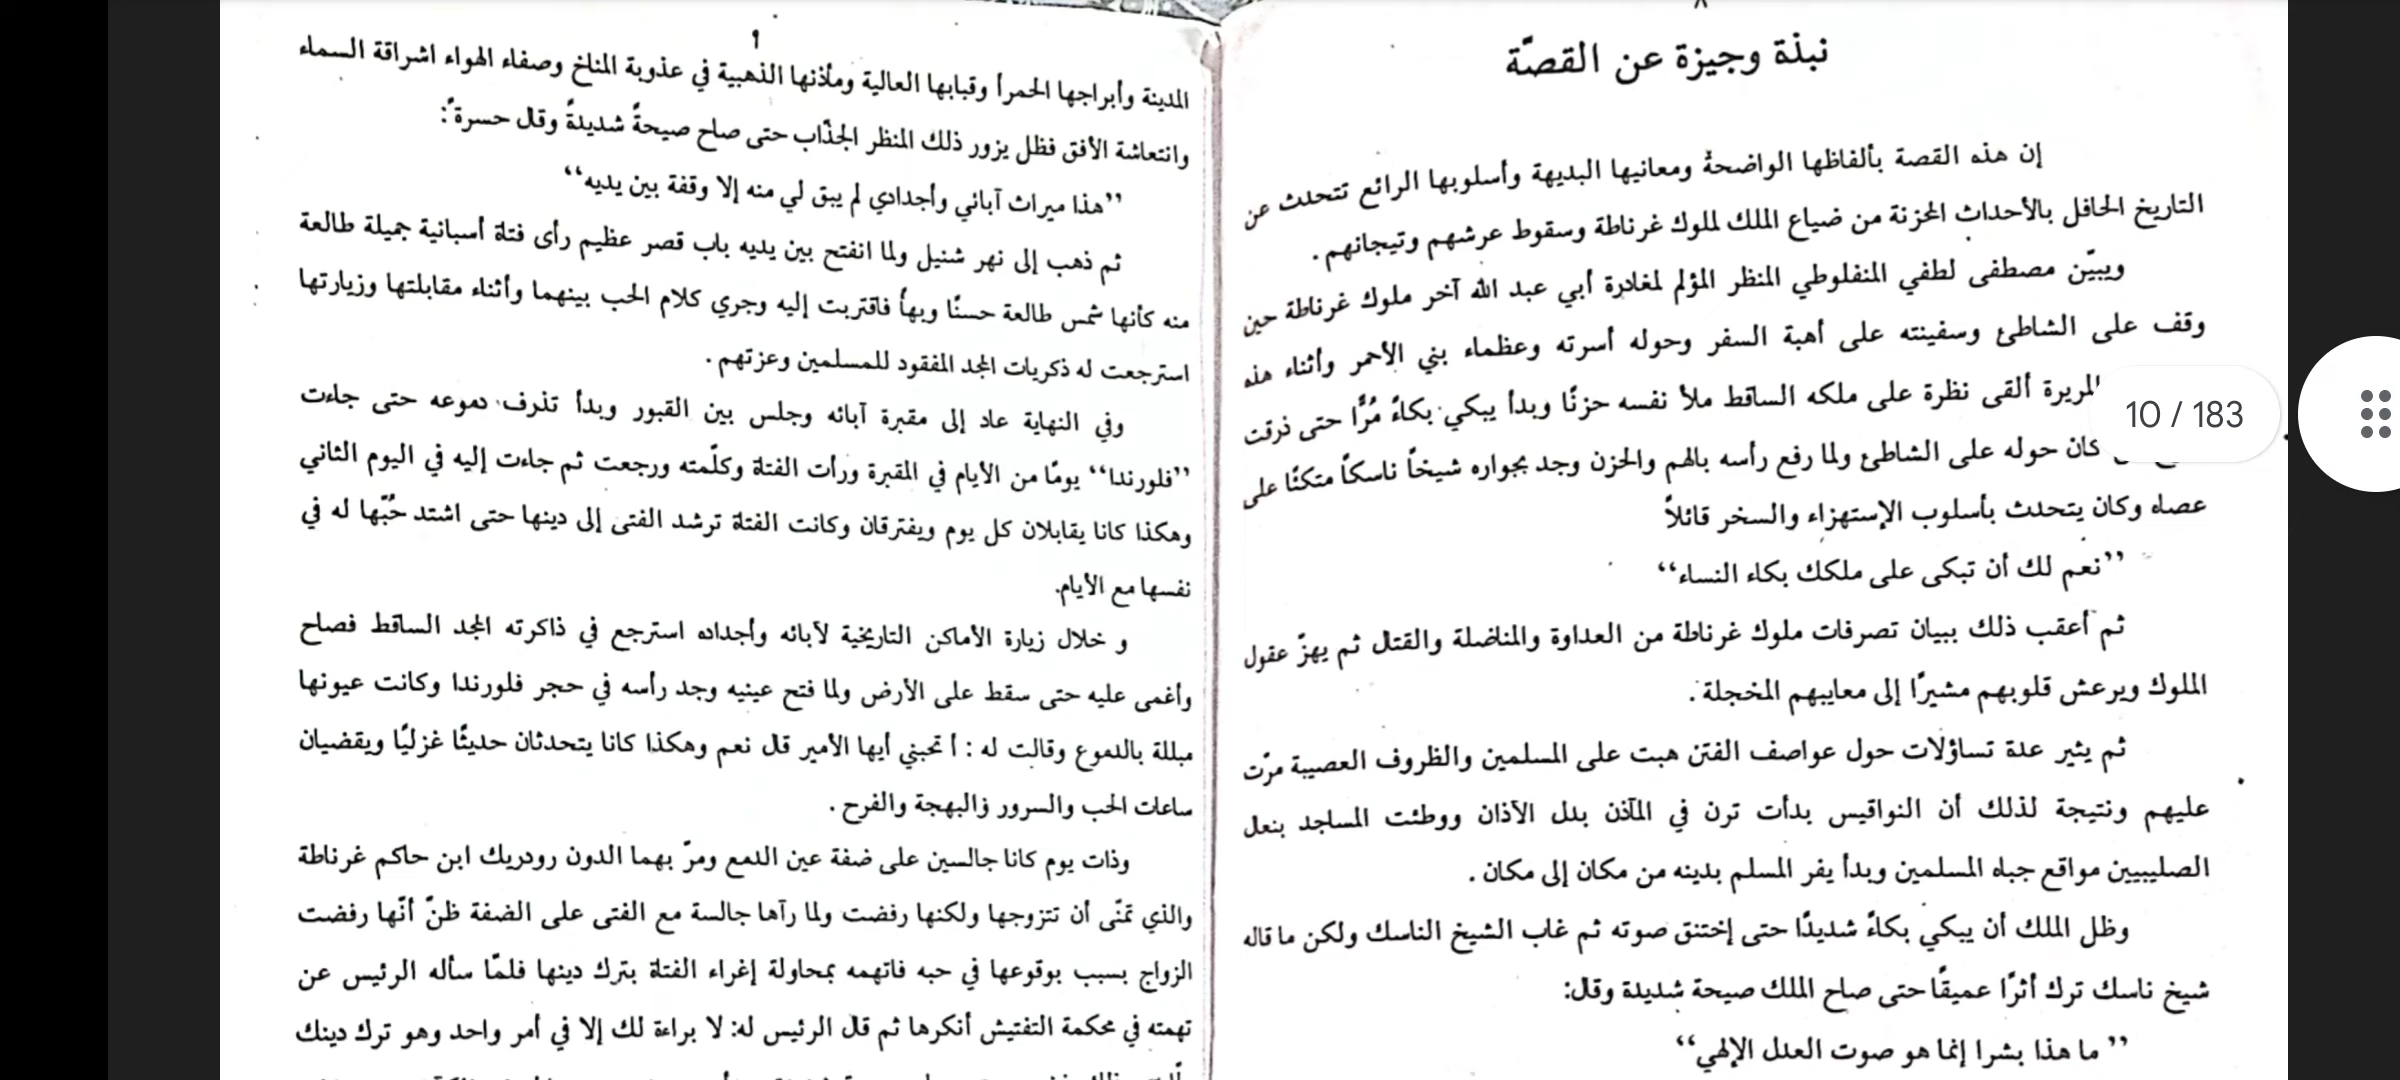 ٨
نبذة وجيزة عن القصّة
إن هذه القصة بألفاظها الواضحة ومعانيها البديهة وأسلوبها الرائع تتحدث عن
التاريخ الحافل بالأحداث المحزنة من ضياع الملك لملوك غرناطة وسقوط عرشهم وتيجانهم .
ويبيّن مصطفى لطفي المنفلوطي المنظر المؤلم لمغادرة أبي عبد الله آخر ملوك غرناطة حين
وقف على الشاطئ وسفينته على أهبة السفر وحوله أسرته وعظماء بني الأحمر وأثناء هذه
المريرة ألقى نظرة على ملكه الساقط ملأ نفسه حزنًا وبدأ يبكي بكاءً مُرًّا حتى ذرفت
كان حوله على الشاطئ ولما رفع رأسه بالهم والحزن وجد بجواره شيخاً ناسكاً متكئًا على
عصاه وكان يتحدث بأسلوب الإستهزاء والسخر قائلاً
”نعم لك أن تبكى على ملكك بكاء النساء“
ثم أعقب ذلك ببيان تصرفات ملوك غرناطة من العداوة والمناضلة والقتال ثم يهزّ عقول
الملوك ويرعش قلوبهم مشيرًا إلى معايبهم المخجلة .
ثم يثير عدة تساؤلات حول عواصف الفتن هبت على المسلمين والظروف العصيبة مرّت
عليهم ونتيجة لذلك أن النواقيس بدأت ترن في المآذن بدل الآذان ووطئت المساجد بنعل
الصليبيين مواقع جباه المسلمين وبدأ يفر المسلم بدينه من مكان إلى مكان .
وظل الملك أن يبكي بكاءً شديدًا حتى إختنق صوته ثم غاب الشيخ الناسك ولكن ما قاله
شيخ ناسك ترك أثرًا عميقًا حتى صاح الملك صيحة شديدة وقال:
” ما هذا بشرا إنما هو صوت العدل الإلهي“
10 / 183
٩
المدينة وأبراجها الحمرأ وقبابها العالية ومأذنها الذهبية في عذوبة المناخ وصفاء الهواء اشراقة السماء
وانتعاشة الأفق فظل يزور ذلك المنظر الجذّاب حتى صاح صيحةً شديدةً وقال حسرةً:
”هذا ميراث آبائي وأجدادي لم يبق لي منه إلا وقفة بين يديه“
ثم ذهب إلى نهر شنيل ولما انفتح بين يديه باب قصر عظيم رأى فتاة أسبانية جميلة طالعة
منه كأنها شمس طالعة حسنًا وبهأ فاقتربت إليه وجري كلام الحب بينهما وأثناء مقابلتها وزيارتها
استرجعت له ذكريات المجد المفقود للمسلمين وعزتهم .
وفي النهاية عاد إلى مقبرة آبائه وجلس بين القبور وبدأ تذرف دموعه حتى جاءت
”فلورندا“ يومًا من الأيام في المقبرة ورأت الفتاة وكلّمته ورجعت ثم جاءت إليه في اليوم الثاني
وهكذا كانا يقابلان كل يوم ويفترقان وكانت الفتاة ترشد الفتى إلى دينها حتى اشتد حُبّها له في
نفسها مع الأيام.
و خلال زيارة الأماكن التاريخية لآبائه وأجداده استرجع في ذاكرته المجد الساقط فصاح
وأغمى عليه حتى سقط على الأرض ولما فتح عينيه وجد رأسه في حجر فلورندا وكانت عيونها
مبللة بالدموع وقالت له : أ تحبني أيها الأمير قال نعم وهكذا كانا يتحدثان حديثًا غزليًا ويقضيان
ساعات الحب والسرور والبهجة والفرح .
وذات يوم كانا جالسين على ضفة عين الدمع ومرّ بهما الدون رودريك ابن حاكم غرناطة
والذي تمنّى أن تتزوجها ولكنها رفضت ولما رآها جالسة مع الفتى على الضفة ظنّ أنّها رفضت
الزواج بسبب بوقوعها في حبه فاتهمه بمحاولة إغراء الفتاة بترك دينها فلمّا سأله الرئيس عن
تهمته في محكمة التفتيش أنكرها ثم قال الرئيس له: لا براءة لك إلا في أمر واحد وهو ترك دينك